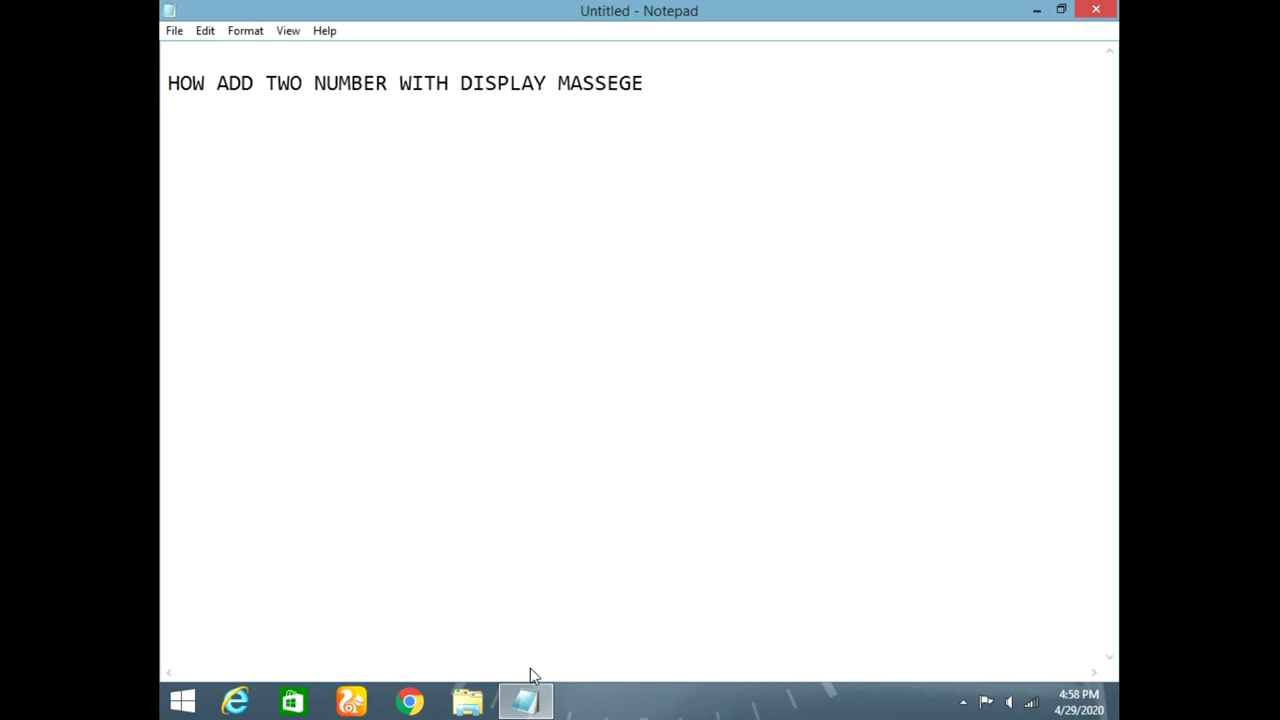 Untitled - Notepad
File Edit Format View Help
HOW ADD TWO NUMBER WITH DISPLAY MASSEGE
4:58 PM
4/29/2020